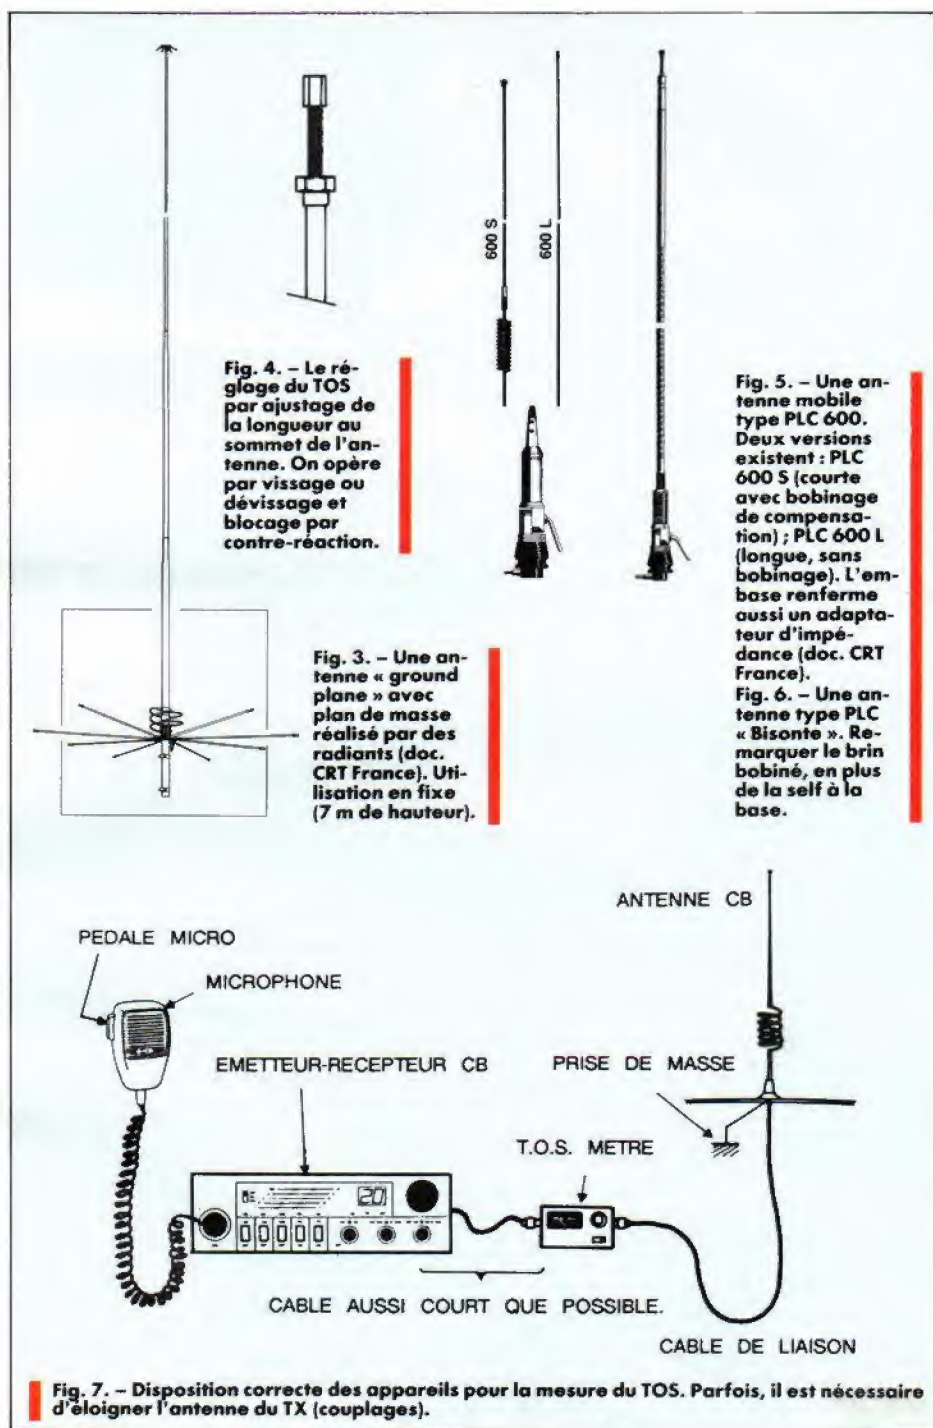 600 S
600 L
Fig. 4. – Le ré-
glage du TOS
par ajustage de
la longueur au
sommet de l'an-
tenne. On opère
par vissage ou
dévissage et
blocage par
contre-réaction.
Fig. 5. – Une an-
tenne mobile
type PLC 600.
Deux versions
existent : PLC
600 S (courte
avec bobinage
de compensa-
tion) ; PLC 600 L
(longue, sans
bobinage). L'em-
base renferme
aussi un adapta-
teur d'impé-
dance (doc. CRT
France).
Fig. 6. – Une an-
tenne type PLC
« Bisonte ». Re-
marquer le brin
bobiné, en plus
de la self à la
base.
Fig. 3. – Une an-
tenne « ground
plane » avec
plan de masse
réalisé par des
radiants (doc.
CRT France). Uti-
lisation en fixe
(7 m de hauteur).
ANTENNE CB
PEDALE MICRO
MICROPHONE
EMETTEUR-RECEPTEUR CB
PRISE DE MASSE
T.O.S. METRE
20
CABLE AUSSI COURT QUE POSSIBLE.
CABLE DE LIAISON
Fig. 7. – Disposition correcte des appareils pour la mesure du TOS. Parfois, il est nécessaire
d'éloigner l'antenne du TX (couplages).